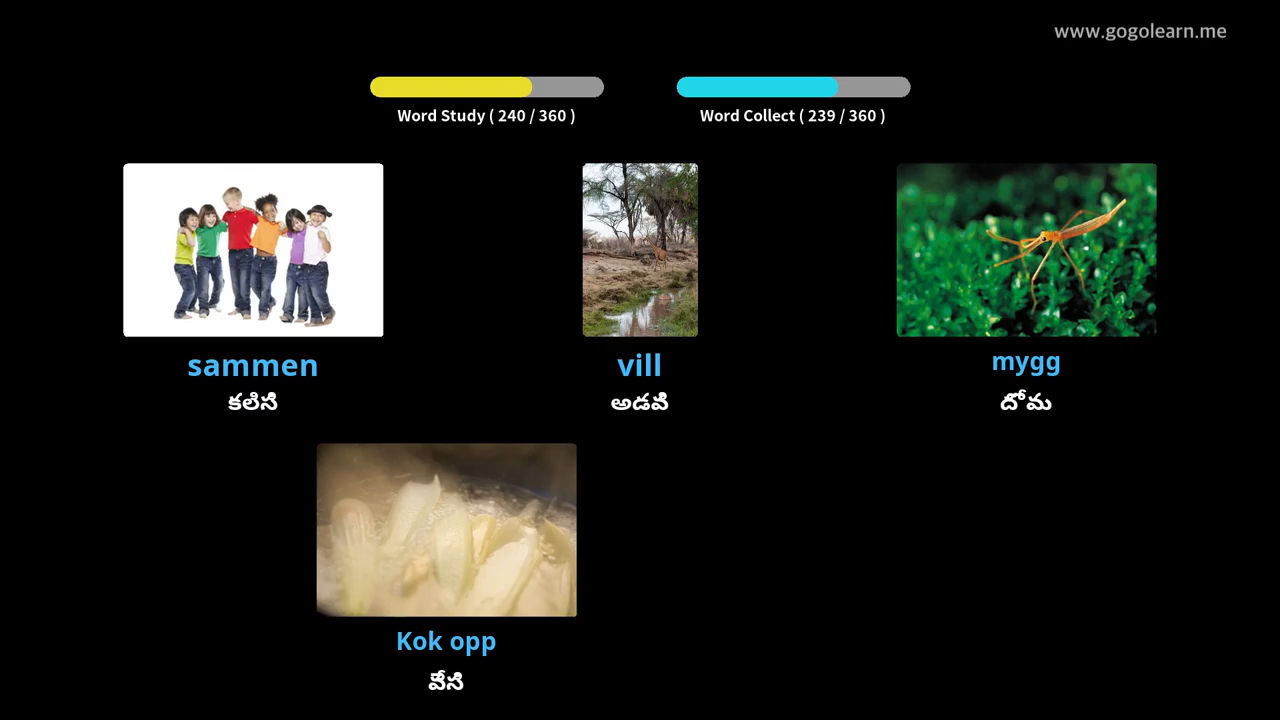 www.gogolearn.me
Word Study ( 240 / 360 )
Word Collect ( 239 / 360 )
sammen
vill
mygg
కలిసి
అడవి
దోమ
Kok opp
వేసి